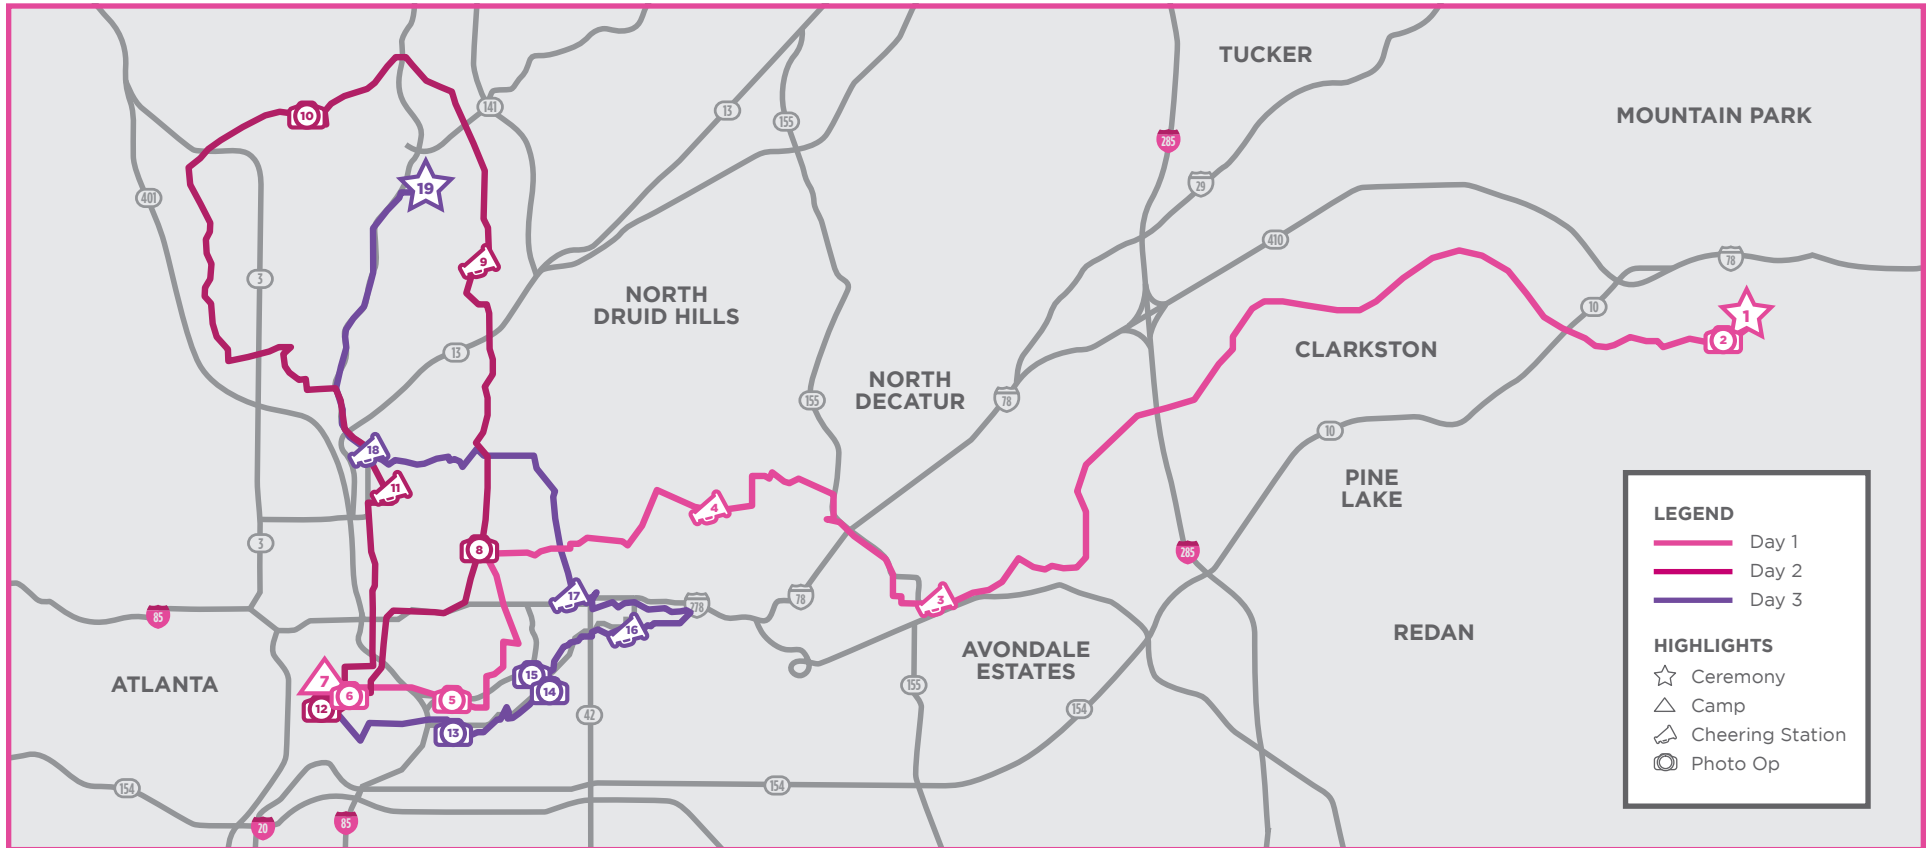 TUCKER
MOUNTAIN PARK
10
141
13
155
285
19
401
29
410
9
78
3
NORTH
DRUID HILLS
10
1
2
13
CLARKSTON
NORTH
DECATUR
155
78
10
18
11
4
PINE
LAKE
8
3
285
17
78
278
3
85
16
REDAN
AVONDALE
ESTATES
ATLANTA
7
6
12
5
15
14
13
42
155
154
154
154
20
85
LEGEND
Day 1
Day 2
Day 3
HIGHLIGHTS
Ceremony
Camp
Cheering Station
Photo Op